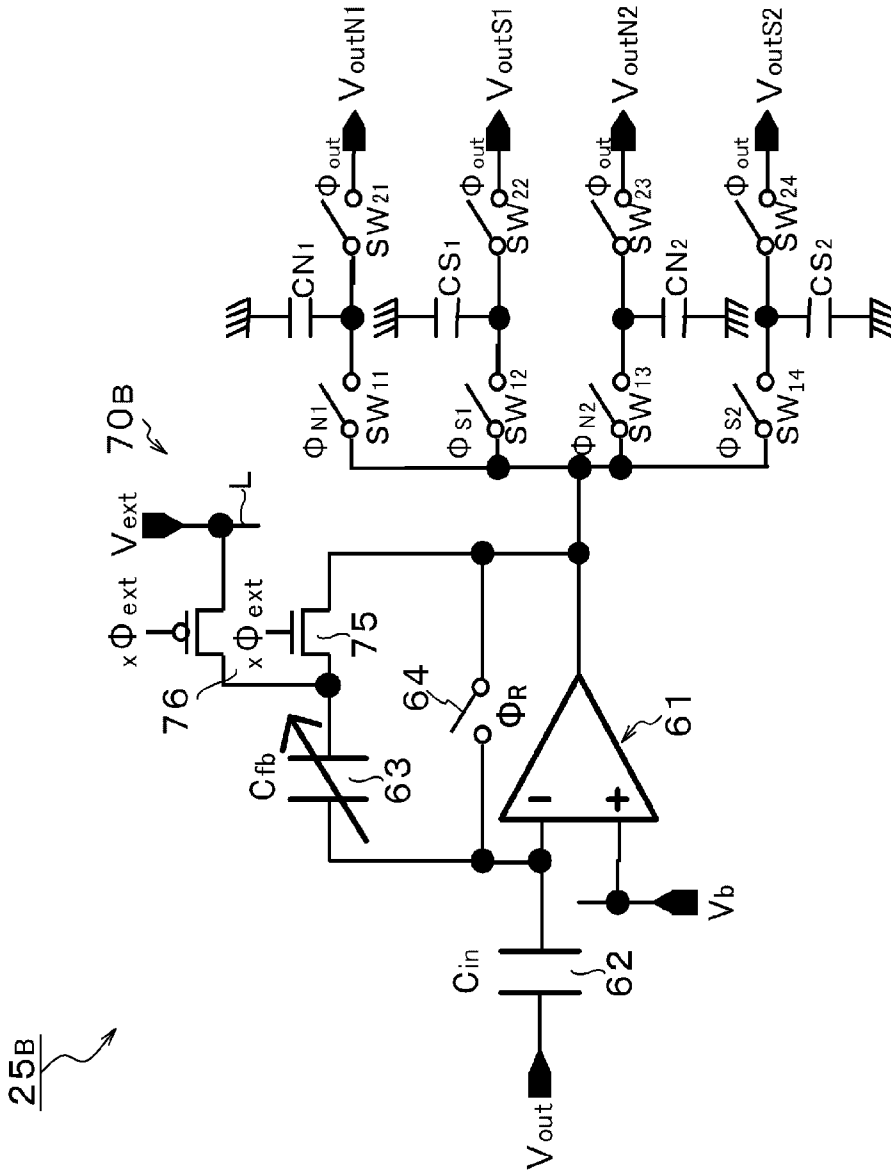 25B
70B
Vext
L
xΦext
76
xΦext
75
Cfb
63
64
ΦR
61
−
+
Vb
Cin
62
Vout
ΦN1
SW11
CN1
Φout
SW21
VoutN1
ΦS1
SW12
CS1
Φout
SW22
VoutS1
ΦN2
SW13
CN2
Φout
SW23
VoutN2
ΦS2
SW14
CS2
Φout
SW24
VoutS2